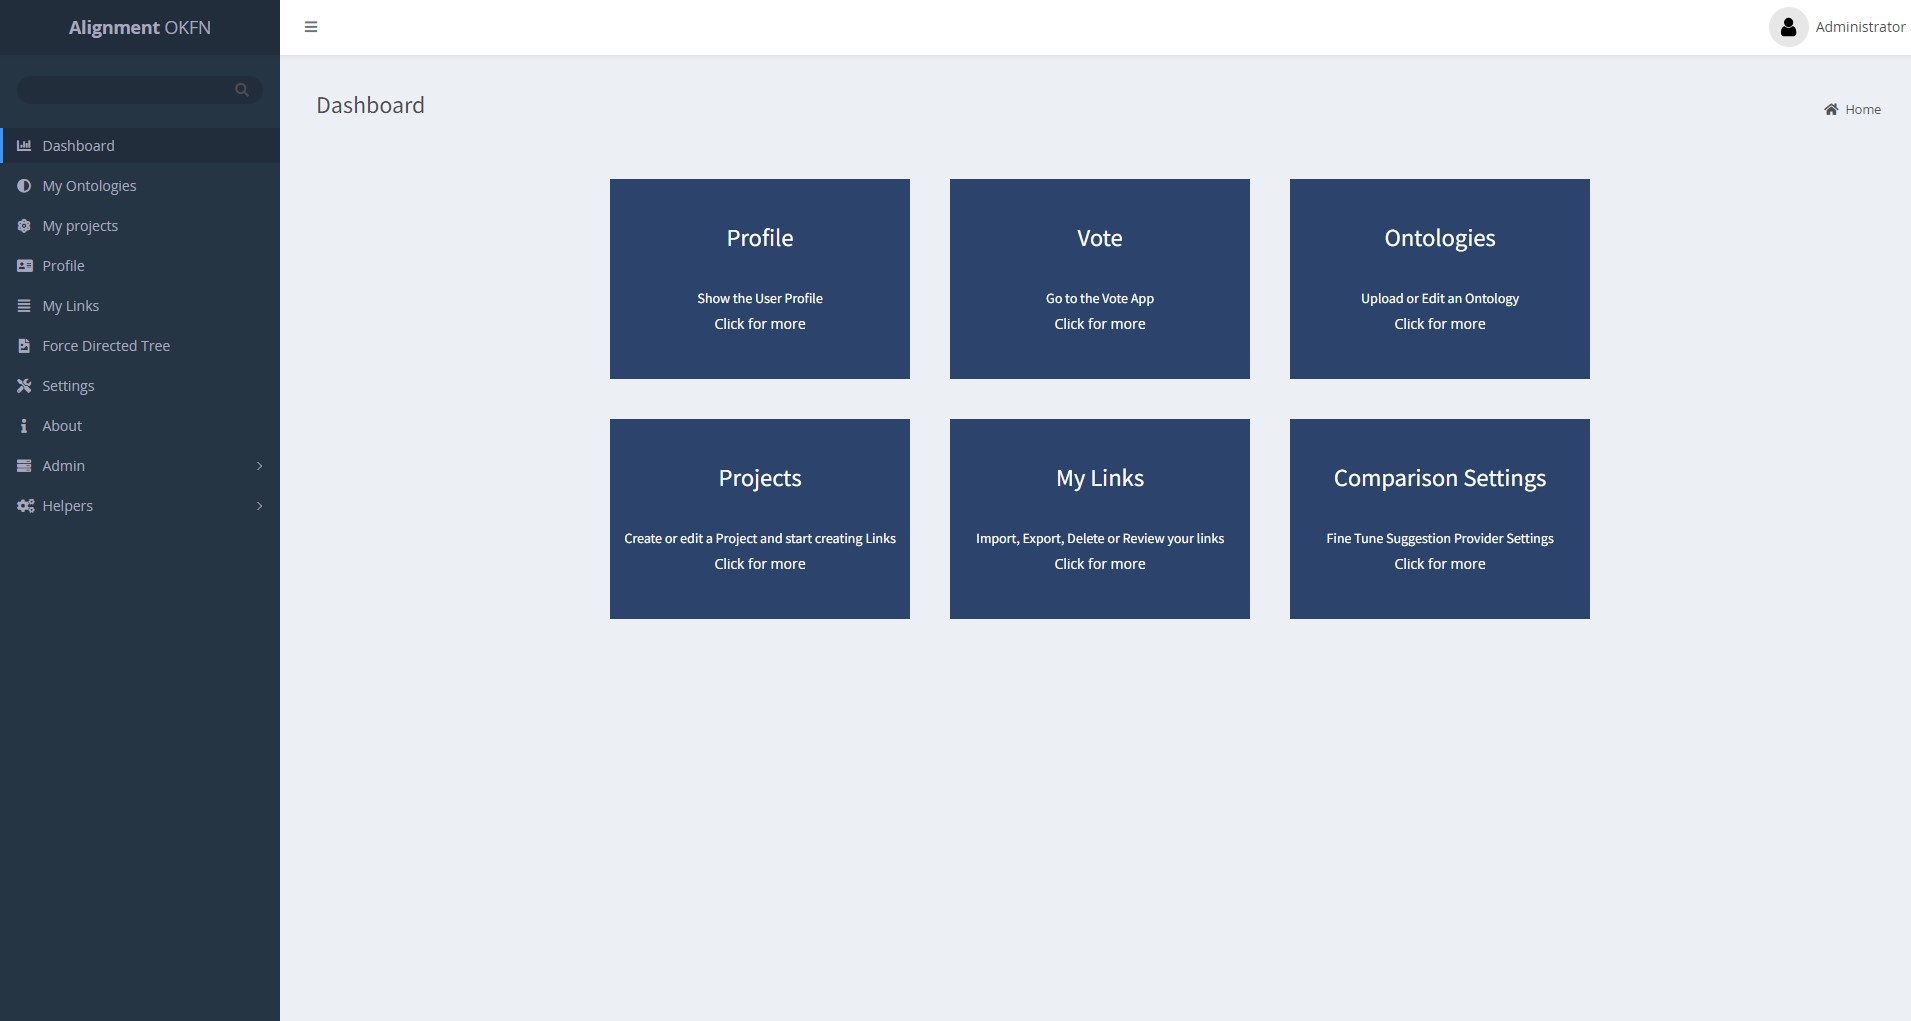 Alignment OKFN
Administrator
Dashboard
Home
Dashboard
My Ontologies
My projects
Profile
My Links
Force Directed Tree
Settings
About
Admin
Helpers
Profile
Show the User Profile
Click for more
Vote
Go to the Vote App
Click for more
Ontologies
Upload or Edit an Ontology
Click for more
Projects
Create or edit a Project and start creating Links
Click for more
My Links
Import, Export, Delete or Review your links
Click for more
Comparison Settings
Fine Tune Suggestion Provider Settings
Click for more